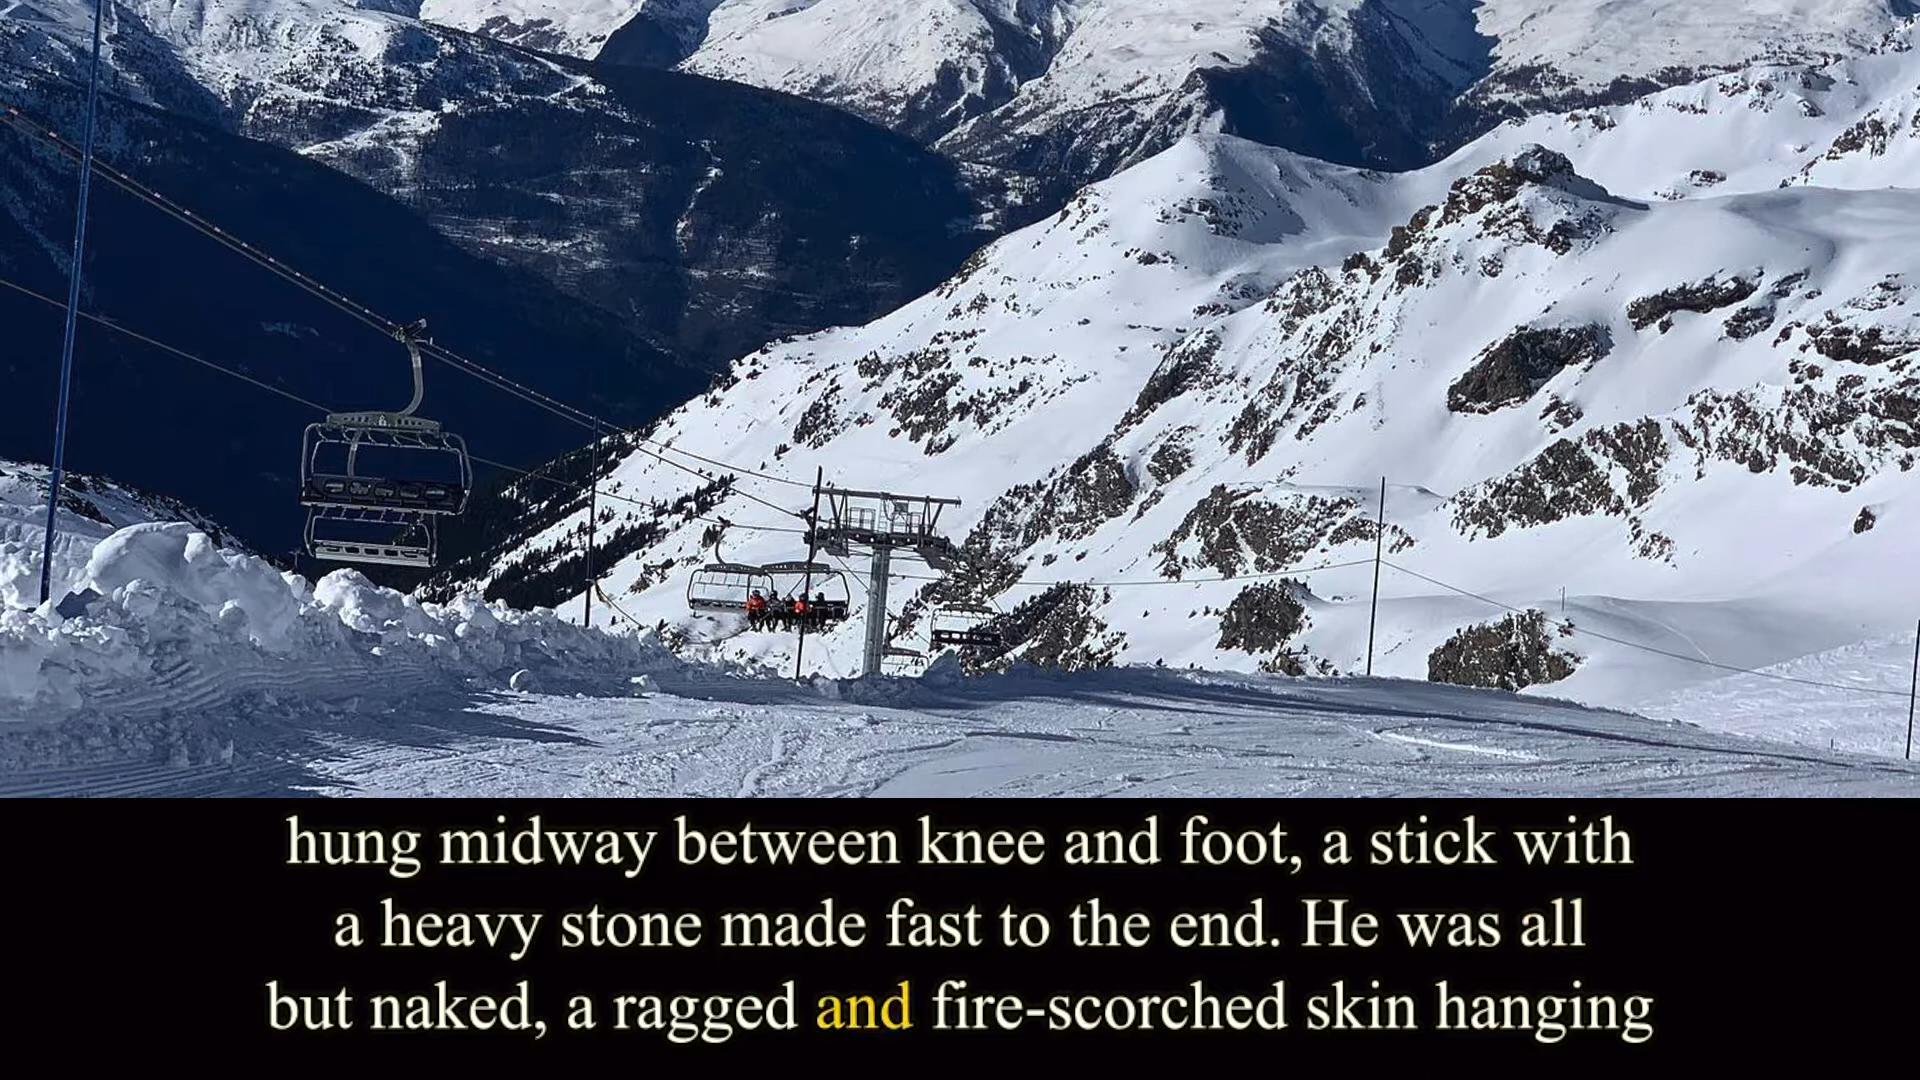 hung midway between knee and foot, a stick with
a heavy stone made fast to the end. He was all
but naked, a ragged and fire-scorched skin hanging